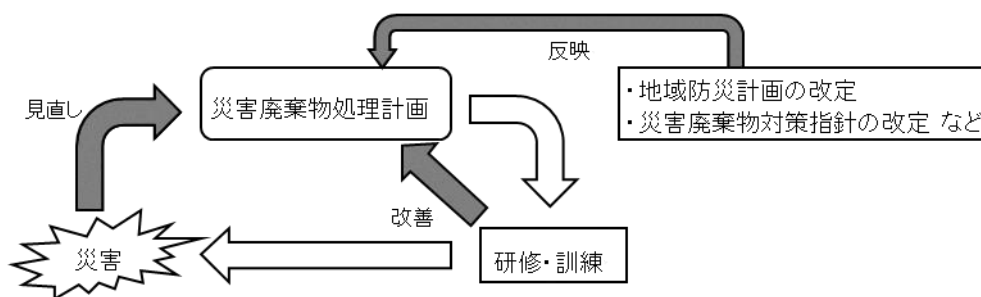 反映
見直し
災害廃棄物処理計画
・地域防災計画の改定
・災害廃棄物対策指針の改定 など
改善
災害
研修・訓練